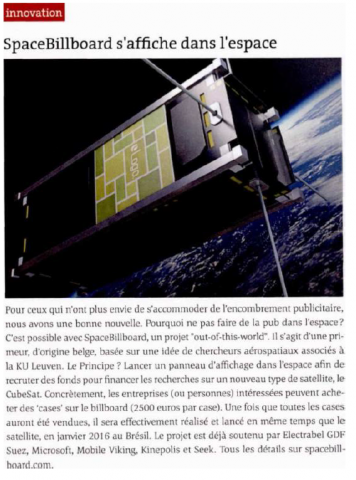 innovation
SpaceBillboard s'affiche dans l'espace
Pour ceux qui n'ont plus envie de s'accommoder de l'encombrement publicitaire,
nous avons une bonne nouvelle. Pourquoi ne pas faire de la pub dans l'espace?
C'est possible avec SpaceBillboard, un projet "out-of-this-world". Il s'agit d'une pri-
meur, d'origine belge, basée sur une idée de chercheurs aérospatiaux associés à
la KU Leuven. Le Principe ? Lancer un panneau d'affichage dans l'espace afin de
recruter des fonds pour financer les recherches sur un nouveau type de satellite, le
CubeSat. Concrètement, les entreprises (ou personnes) intéressées peuvent ache-
ter des 'cases' sur le billboard (2500 euros par case). Une fois que toutes les cases
auront été vendues, il sera effectivement réalisé et lancé en même temps que le
satellite, en janvier 2016 au Brésil. Le projet est déjà soutenu par Electrabel GDF
Suez, Microsoft, Mobile Viking, Kinepolis et Seek. Tous les détails sur spacebill-
board.com.